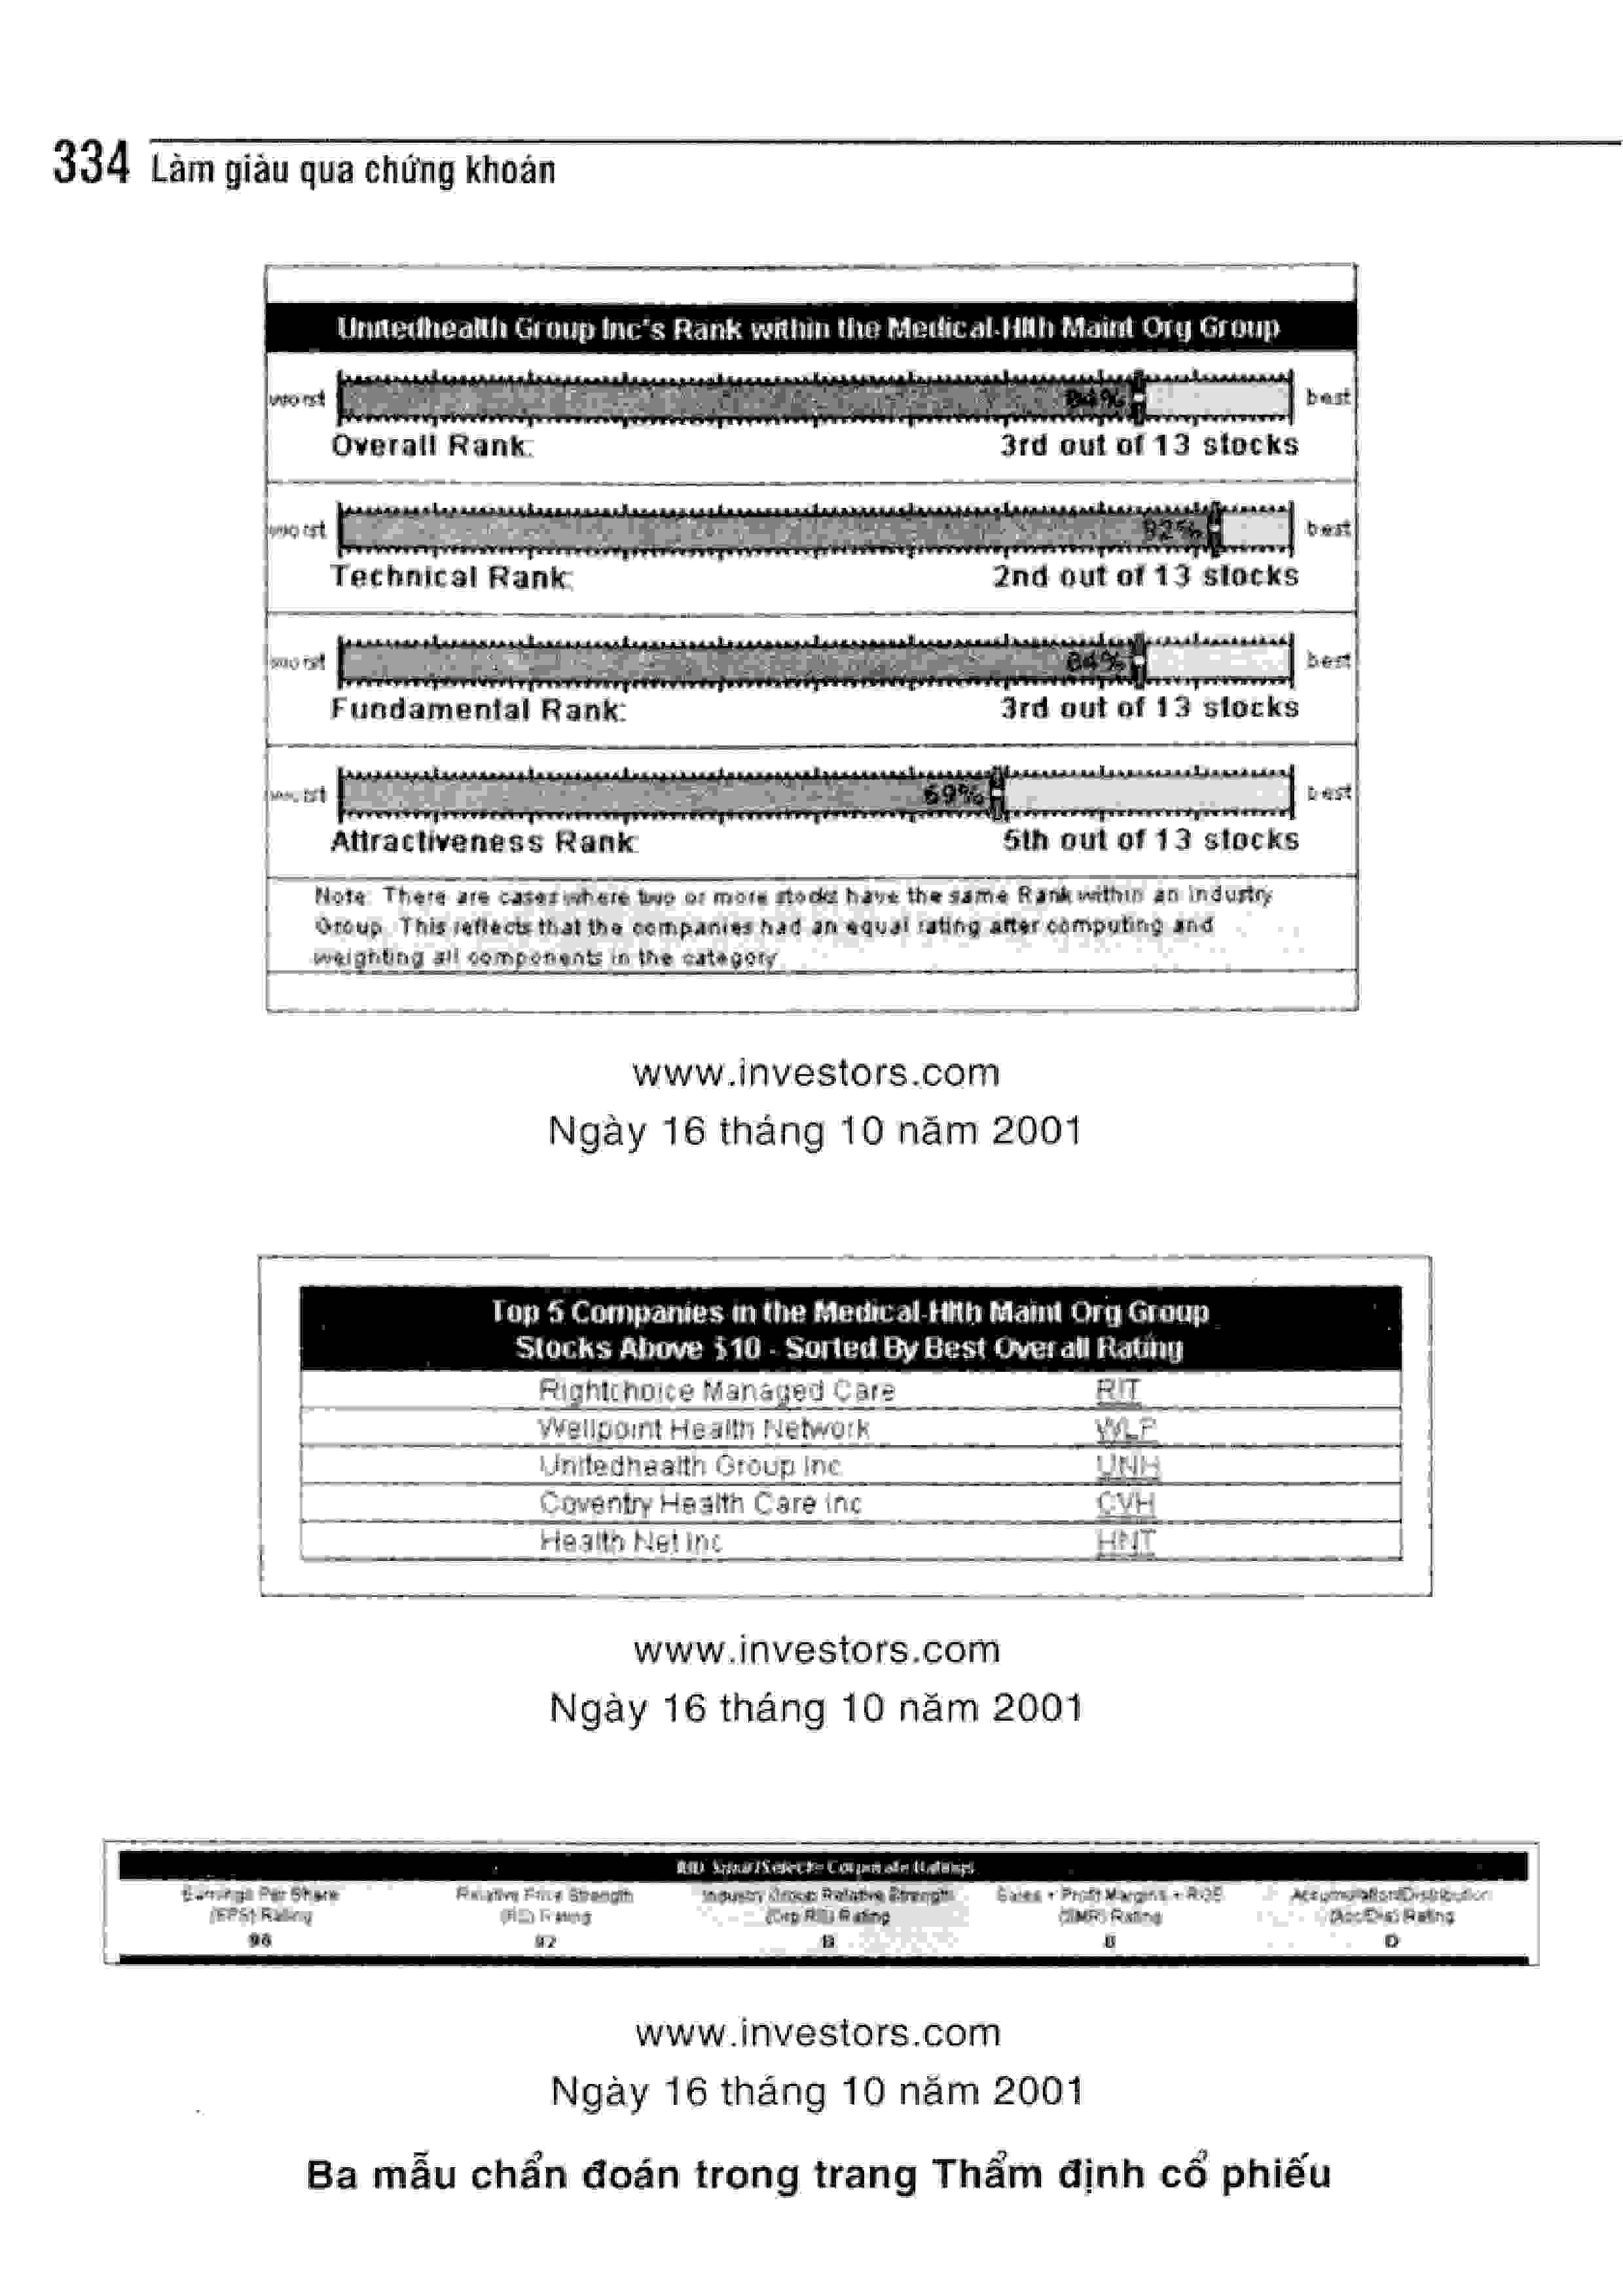 334 Làm giàu qua chứng khoán
Unitedhealth Group Inc's Rank within the Medical-Hlth Maint Org Group
worst 84% best
Overall Rank: 3rd out of 13 stocks
worst 92% best
Technical Rank: 2nd out of 13 stocks
worst 84% best
Fundamental Rank: 3rd out of 13 stocks
worst 69% best
Attractiveness Rank: 5th out of 13 stocks
Note: There are cases where two or more stocks have the same Rank within an Industry
Group. This reflects that the companies had an equal rating after computing and
weighting all components in the category
www.investors.com
Ngày 16 tháng 10 năm 2001
Top 5 Companies in the Medical-Hlth Maint Org Group
Stocks Above $10 - Sorted By Best Overall Rating
Rightchoice Managed Care RIT
Wellpoint Health Network WLP
Unitedhealth Group Inc UNH
Coventry Health Care Inc CVH
Health Net Inc HNT
www.investors.com
Ngày 16 tháng 10 năm 2001
IBD SmartSelect Corporate Ratings
Earnings Per Share Relative Price Strength Industry Group Relative Strength Sales + Profit Margins + ROE Accumulation/Distribution
(EPS) Rating (RS) Rating (Grp RS) Rating (SMR) Rating (Acc/Dis) Rating
92 B B D
www.investors.com
Ngày 16 tháng 10 năm 2001
Ba mẫu chẩn đoán trong trang Thẩm định cổ phiếu